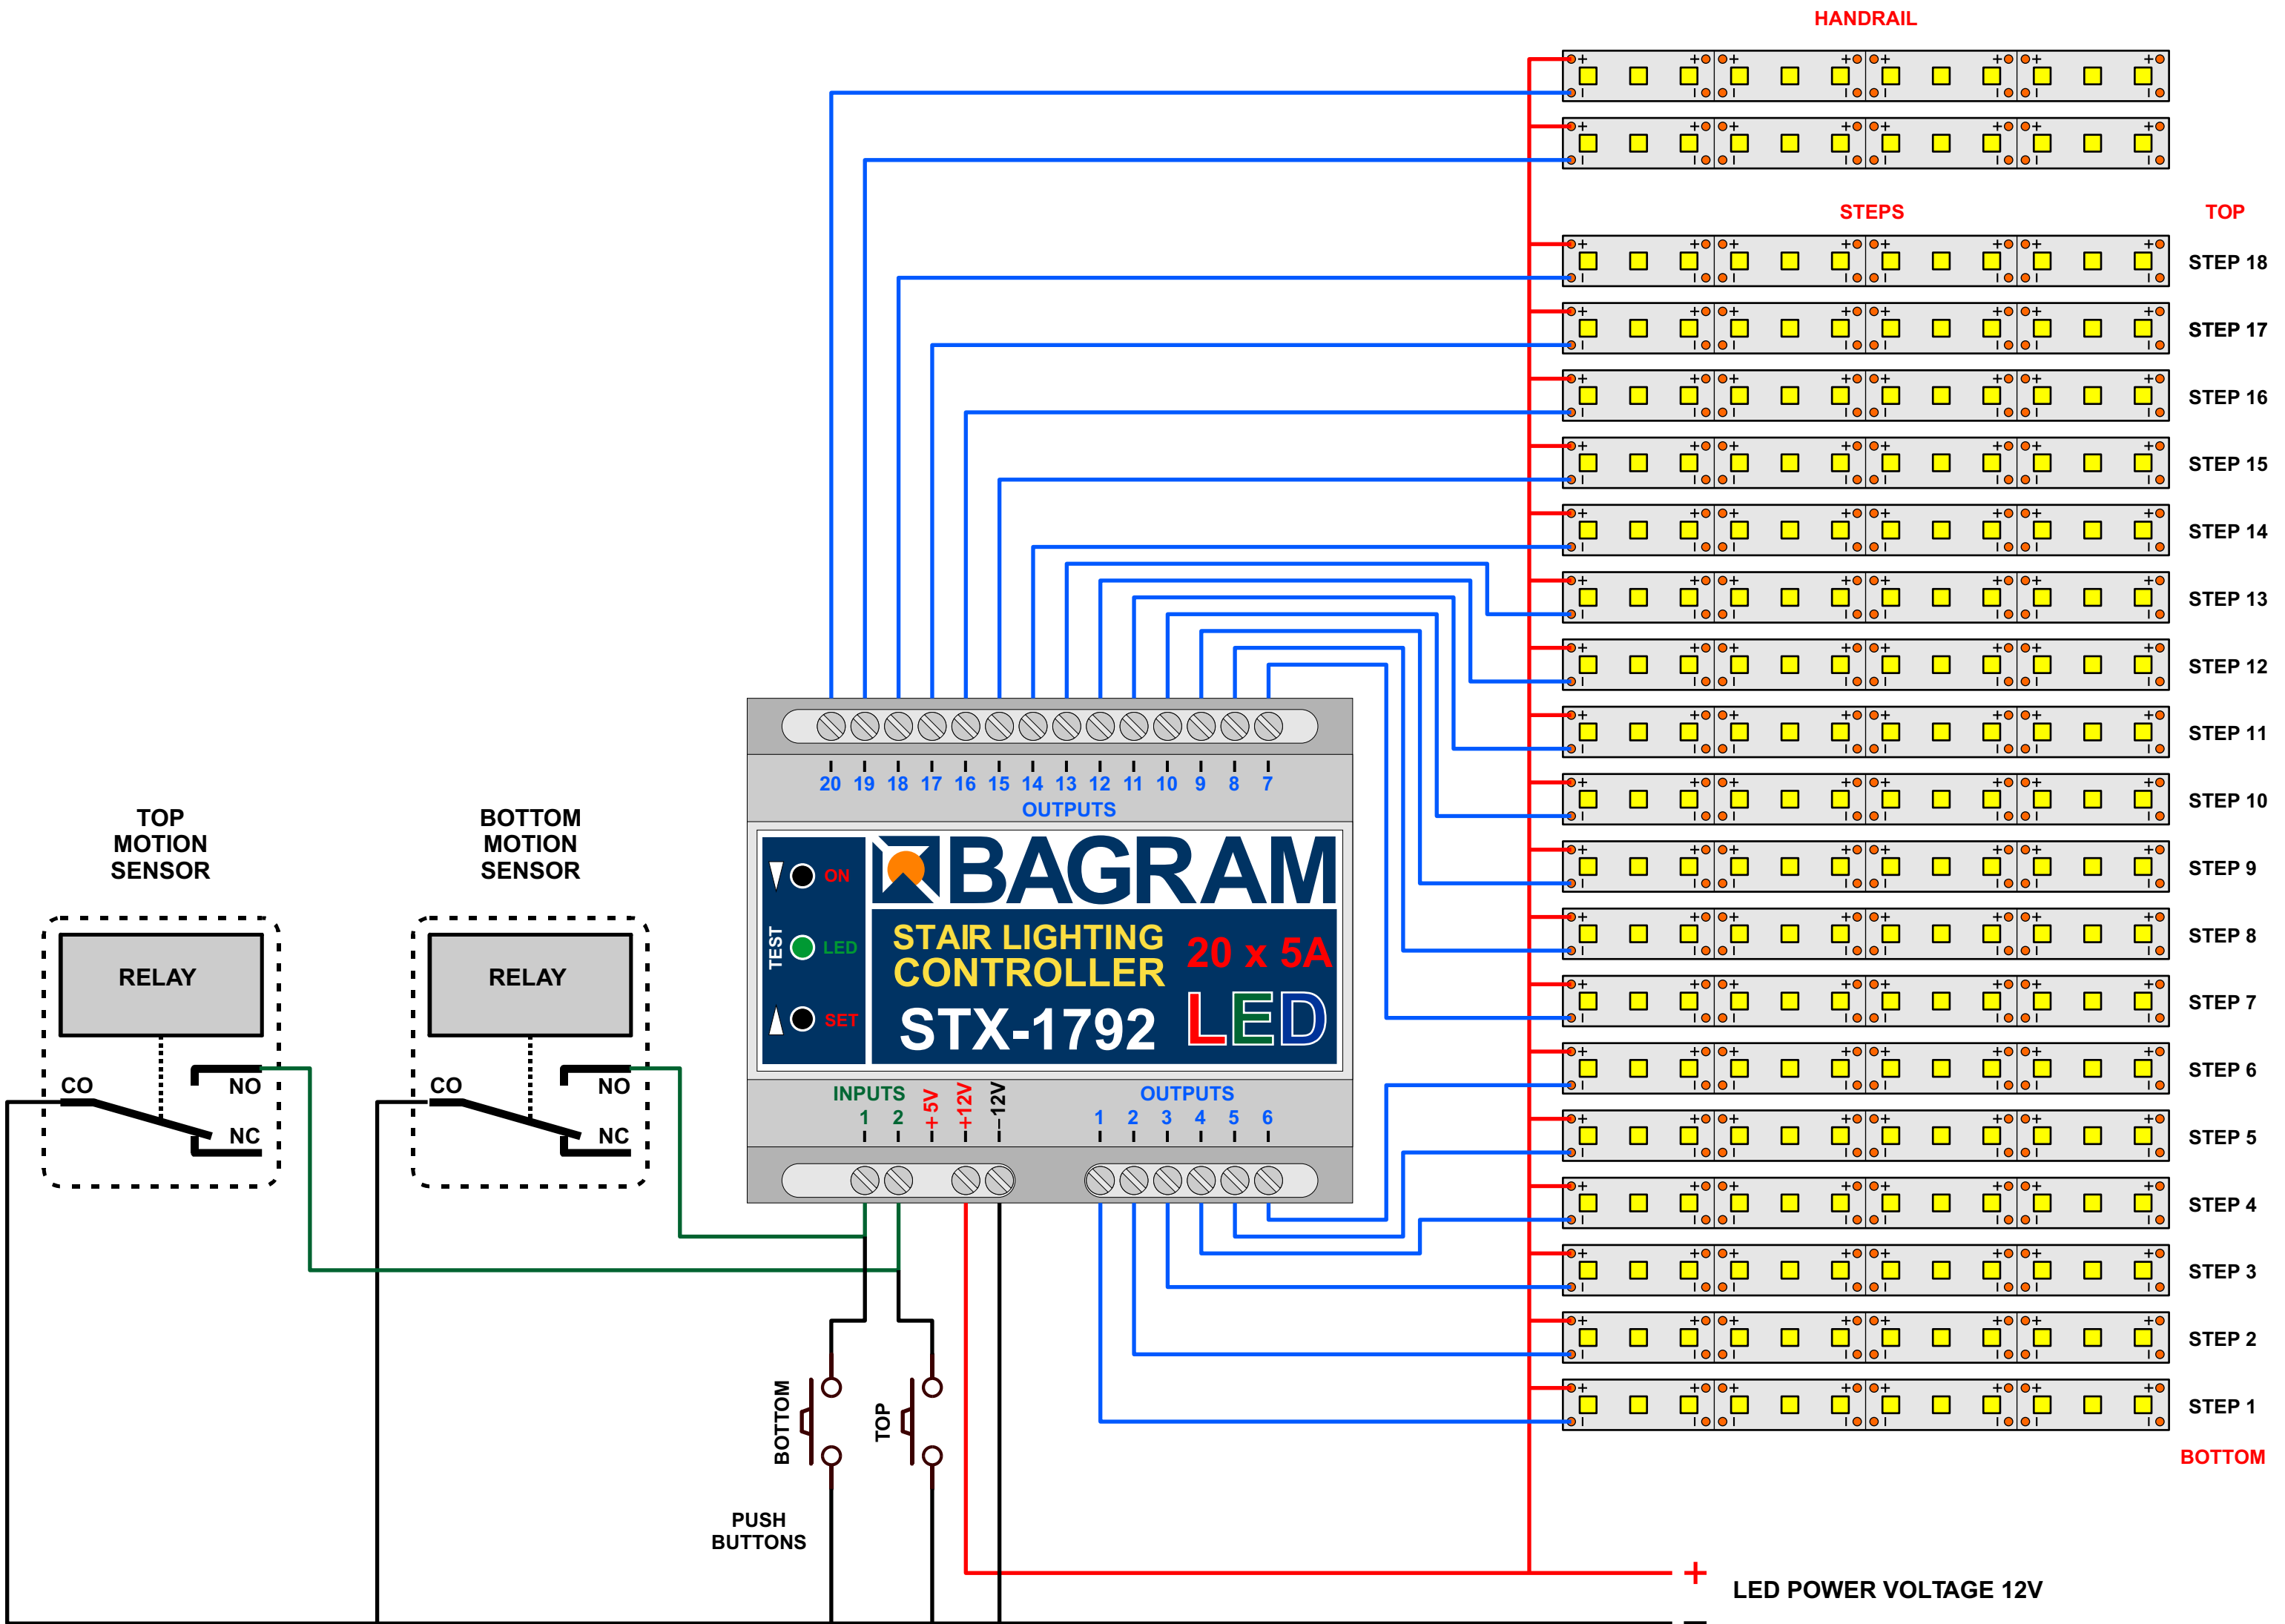 HANDRAIL
STEPS
TOP
STEP 18
STEP 17
STEP 16
STEP 15
STEP 14
STEP 13
STEP 12
STEP 11
STEP 10
STEP 9
STEP 8
STEP 7
STEP 6
STEP 5
STEP 4
STEP 3
STEP 2
STEP 1
BOTTOM
20 19 18 17 16 15 14 13 12 11 10 9 8 7
OUTPUTS
TOP
MOTION
SENSOR
RELAY
CO
NO
NC
BOTTOM
MOTION
SENSOR
RELAY
CO
NO
NC
ON
TEST
LED
SET
BAGRAM
STAIR LIGHTING
CONTROLLER
20 x 5A
STX-1792
LED
INPUTS
1 2
+5V
+12V
−12V
OUTPUTS
1 2 3 4 5 6
BOTTOM
TOP
PUSH
BUTTONS
+
LED POWER VOLTAGE 12V
−